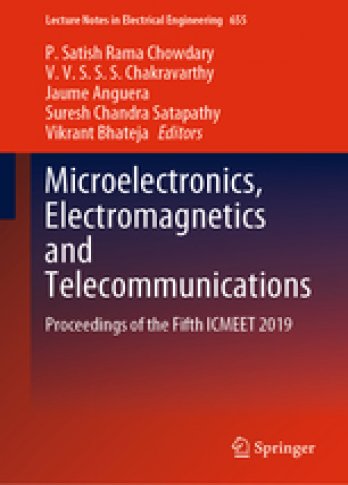 Lecture Notes in Electrical Engineering 655
P. Satish Rama Chowdary
V. V. S. S. S. Chakravarthy
Jaume Anguera
Suresh Chandra Satapathy
Vikrant Bhateja Editors
Microelectronics,
Electromagnetics
and
Telecommunications
Proceedings of the Fifth ICMEET 2019
Springer